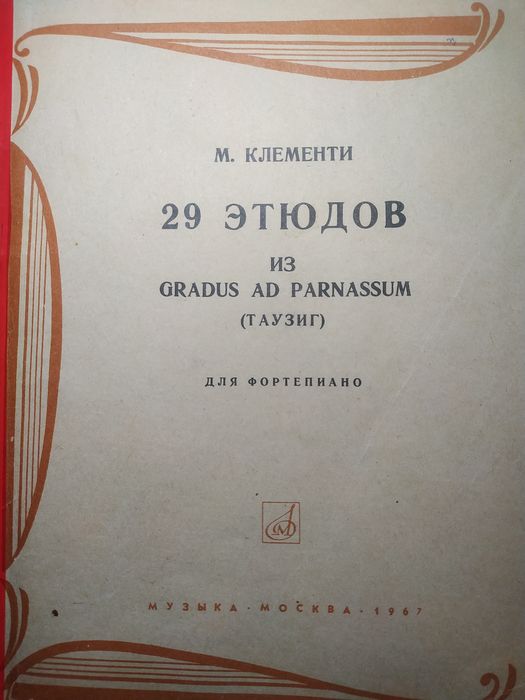 М. КЛЕМЕНТИ
29 ЭТЮДОВ
ИЗ
GRADUS AD PARNASSUM
(ТАУЗИГ)
ДЛЯ ФОРТЕПИАНО
МУЗЫКА · МОСКВА · 1967